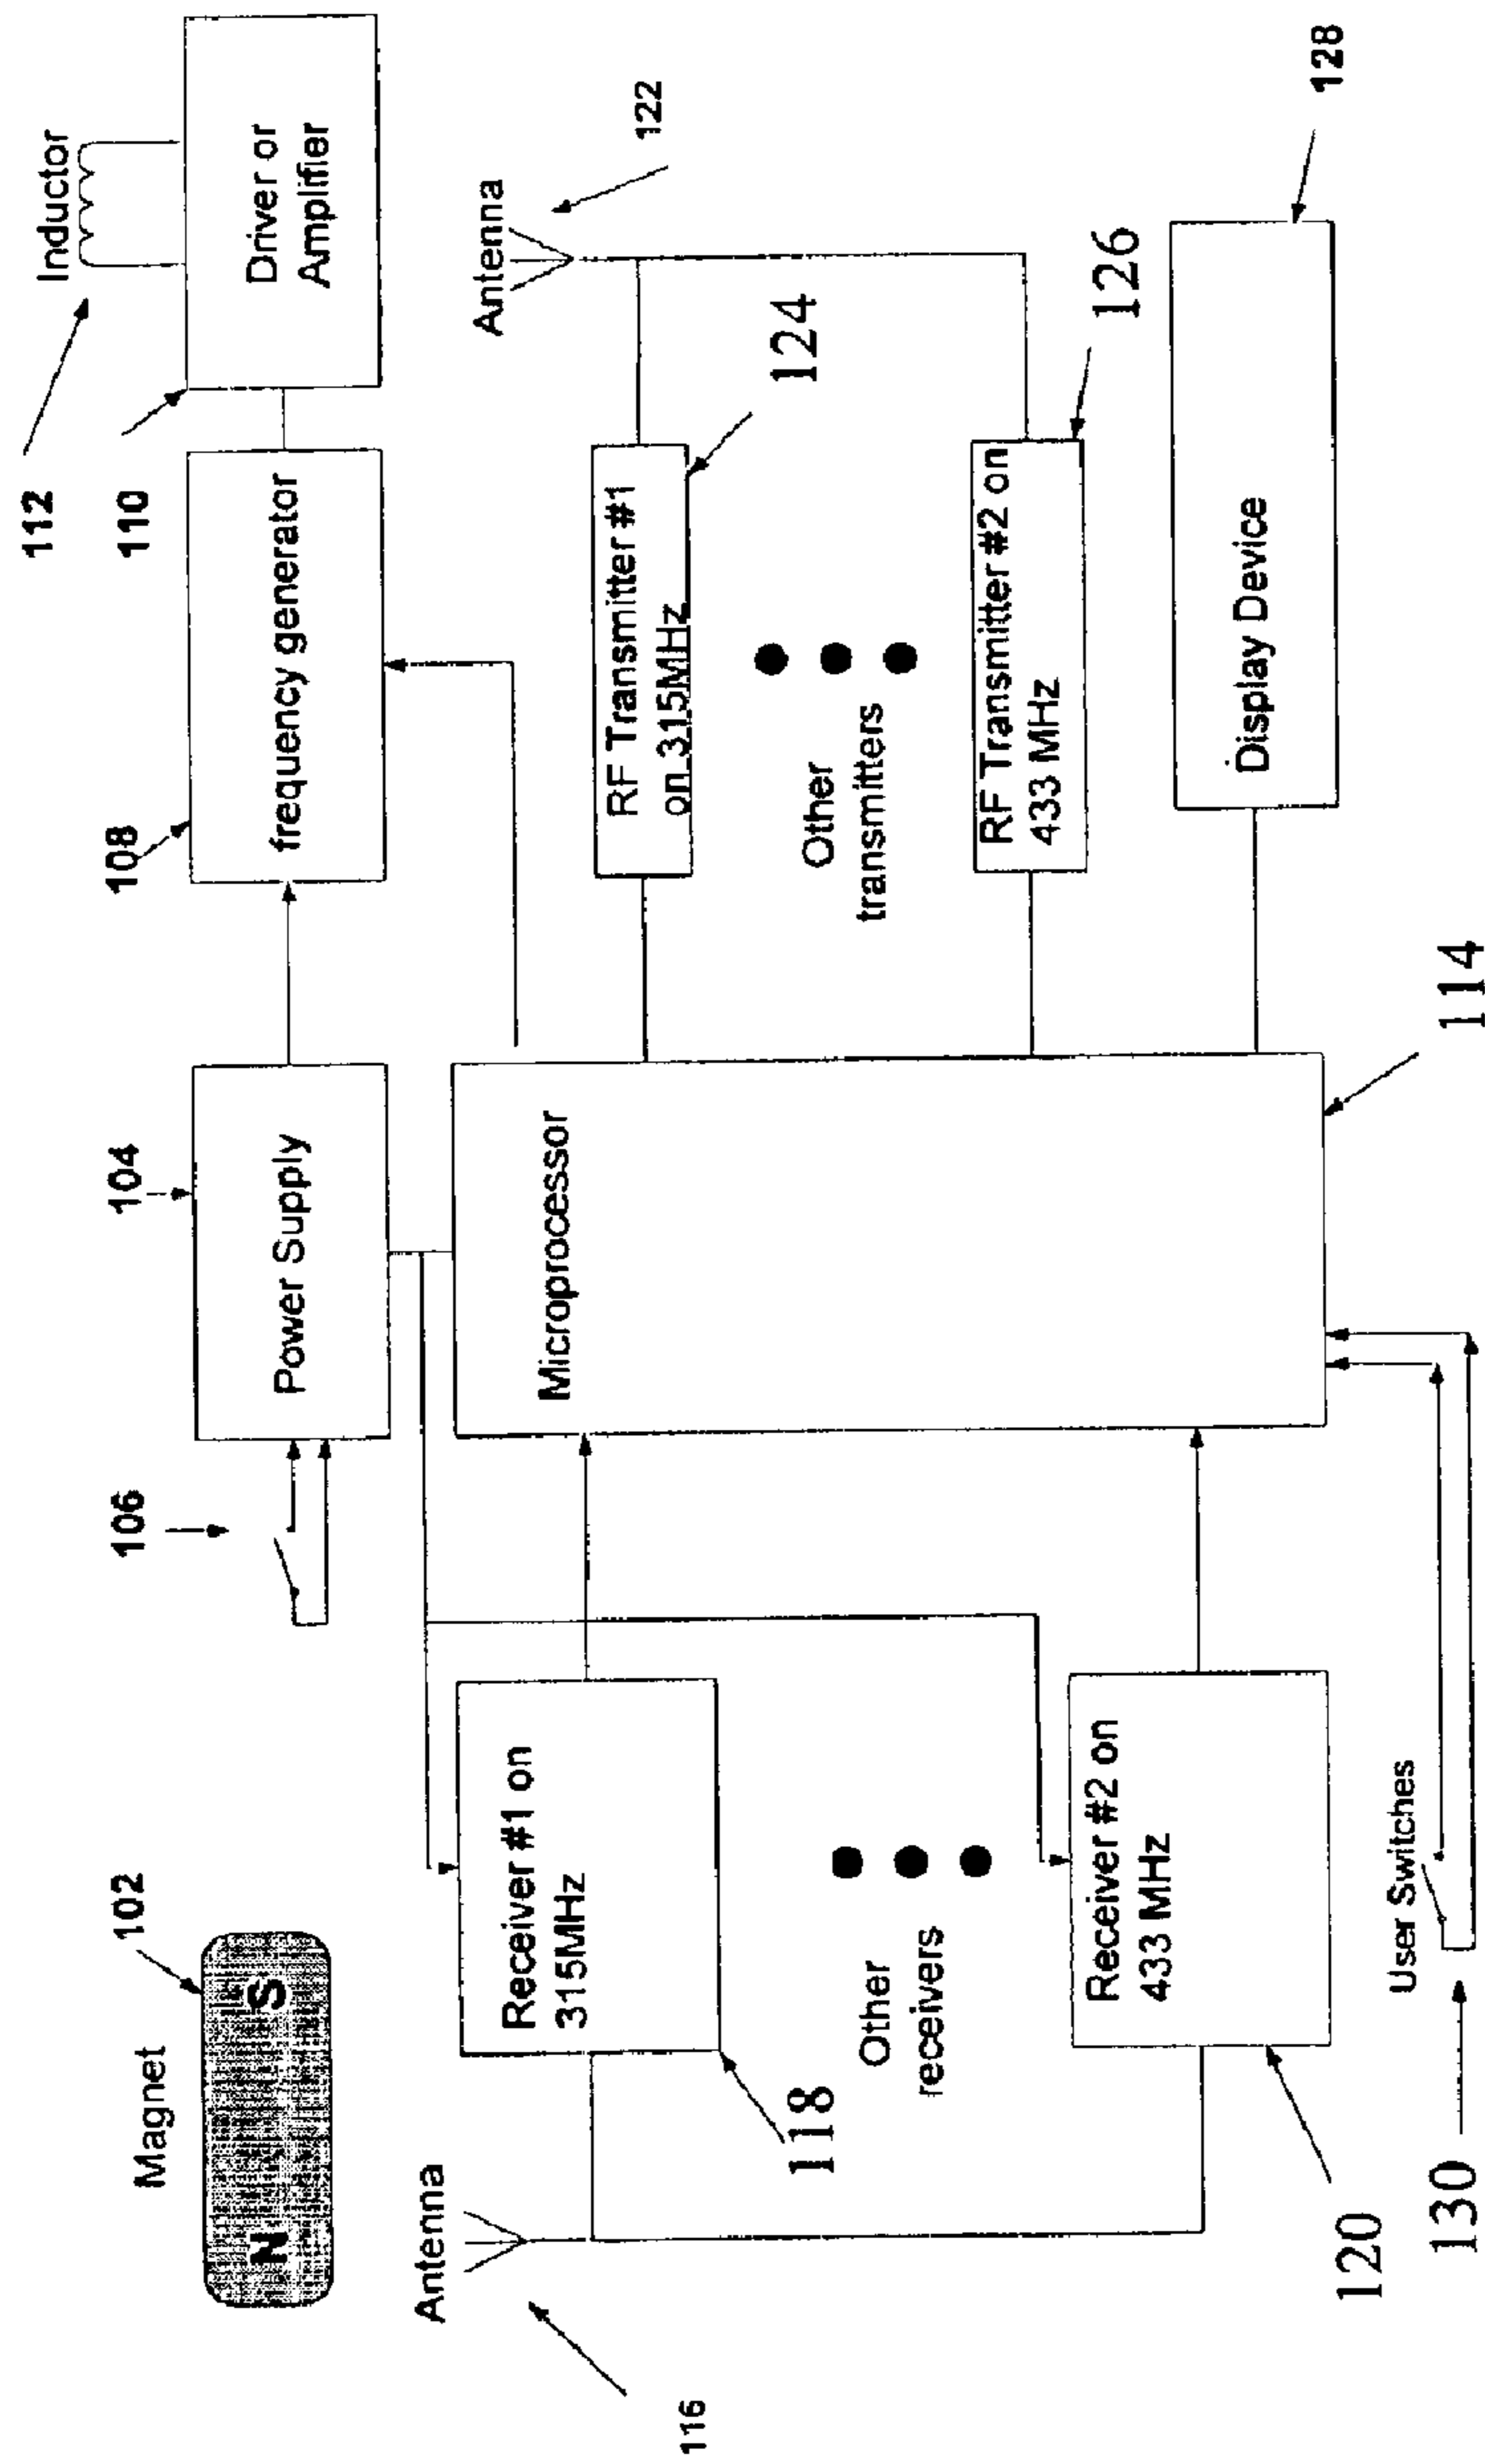 Magnet
102
N
S
106
104
Power Supply
108
frequency generator
112
110
Inductor
Driver or
Amplifier
116
Antenna
Receiver #1 on
315MHz
118
Other
receivers
Receiver #2 on
433 MHz
120
User Switches
130
Microprocessor
114
RF Transmitter #1
on 315MHz
124
Other
transmitters
RF Transmitter #2 on
433 MHz
126
Antenna
122
Display Device
128